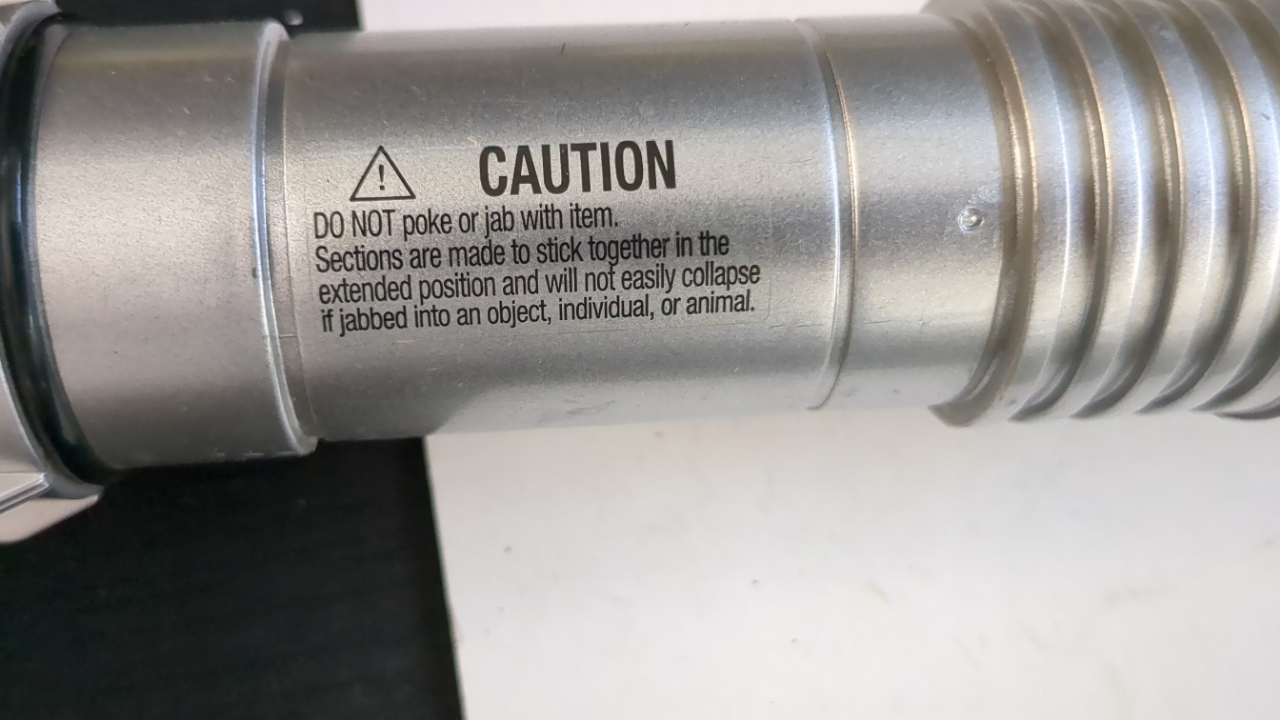 CAUTION
DO NOT poke or jab with item.
Sections are made to stick together in the
extended position and will not easily collapse
if jabbed into an object, individual, or animal.